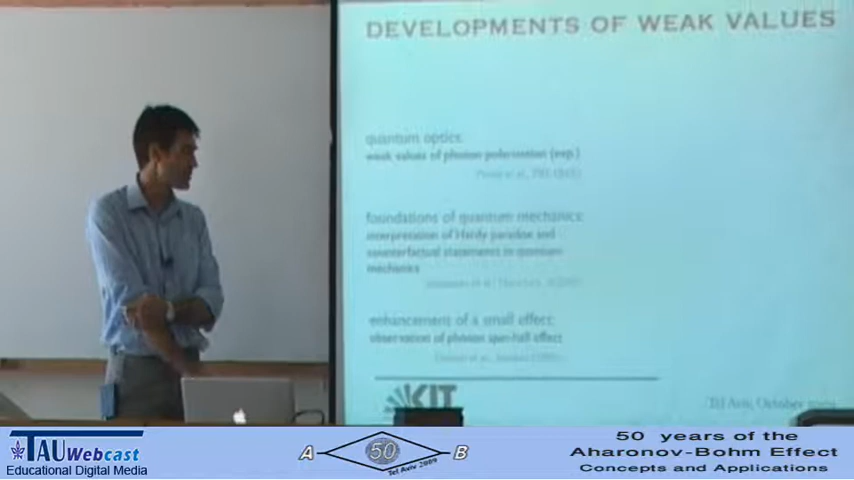 DEVELOPMENTS OF WEAK VALUES
quantum optics:
weak values of photon polarization (exp.)
foundations of quantum mechanics:
interpretation of Hardy paradox and
counterfactual statements in quantum
mechanics
enhancement of a small effect:
observation of photon spin-hall effect
KIT
Tel Aviv, October 2009
TAU Webcast
Educational Digital Media
A 50 B
Tel Aviv 2009
50 years of the
Aharonov-Bohm Effect
Concepts and Applications